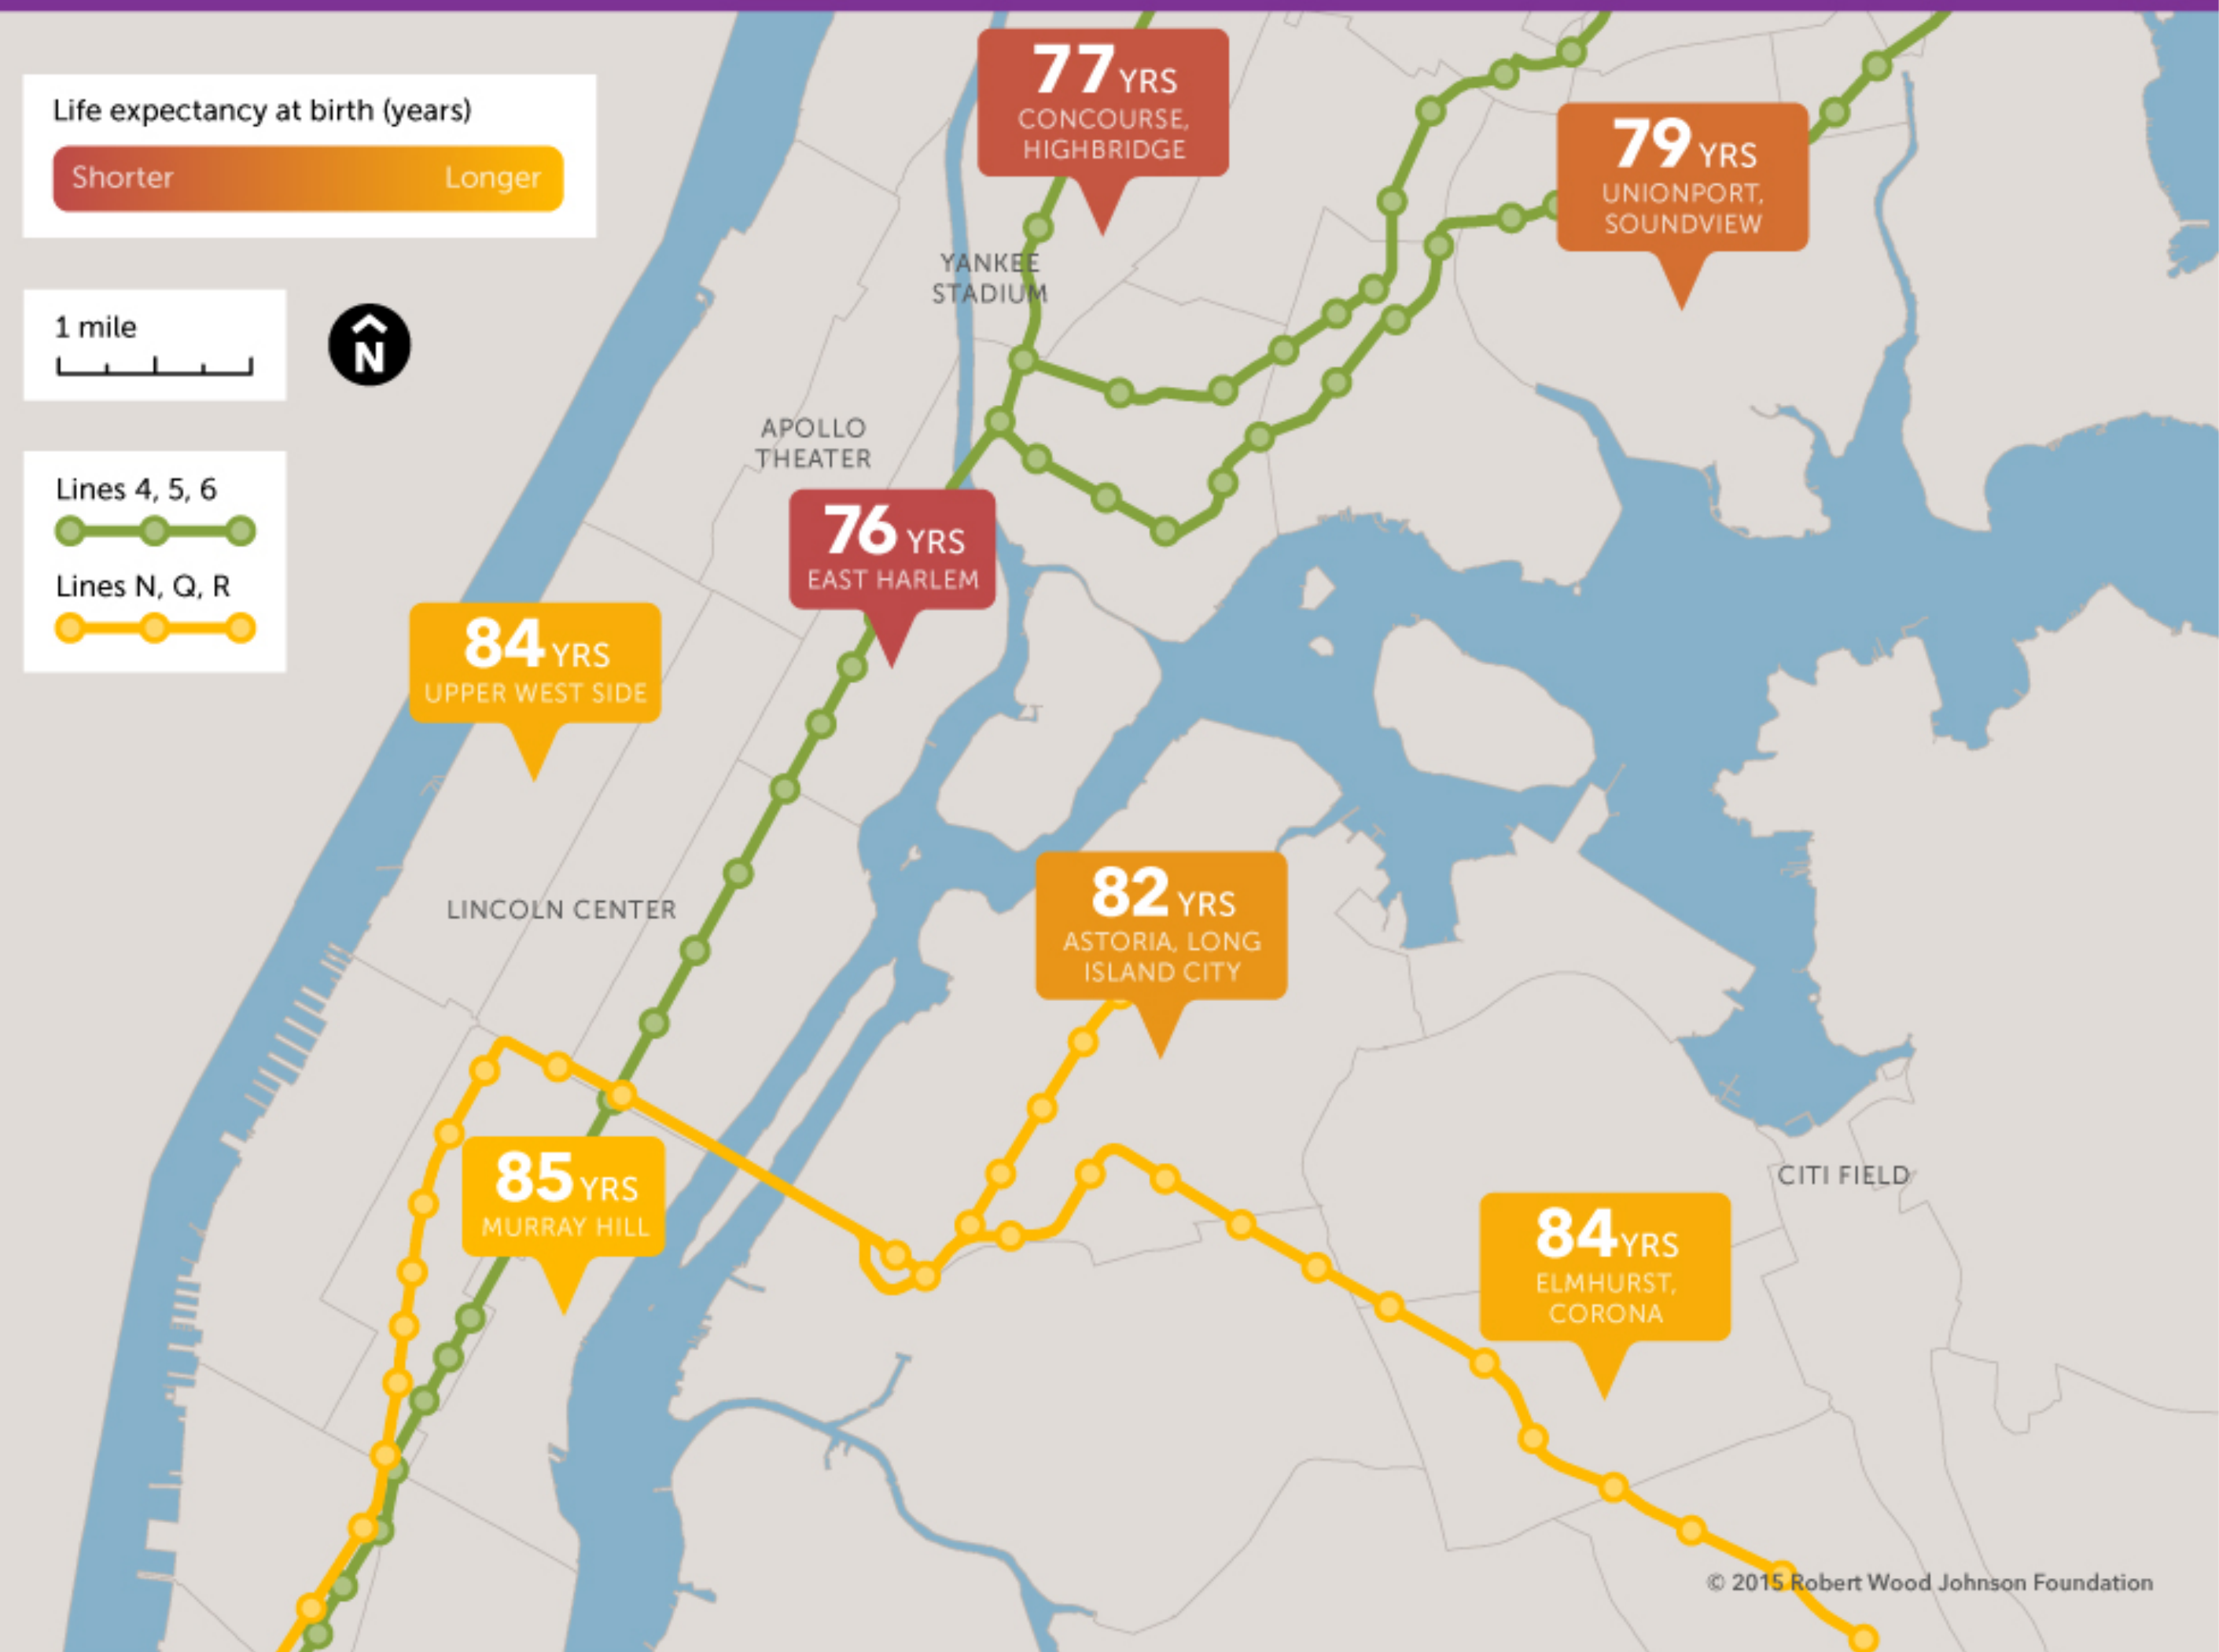 Life expectancy at birth (years)
Shorter
Longer
1 mile
N
Lines 4, 5, 6
Lines N, Q, R
77 YRS
CONCOURSE,
HIGHBRIDGE
79 YRS
UNIONPORT,
SOUNDVIEW
YANKEE
STADIUM
APOLLO
THEATER
76 YRS
EAST HARLEM
84 YRS
UPPER WEST SIDE
LINCOLN CENTER
82 YRS
ASTORIA, LONG
ISLAND CITY
85 YRS
MURRAY HILL
CITI FIELD
84 YRS
ELMHURST,
CORONA
© 2015 Robert Wood Johnson Foundation